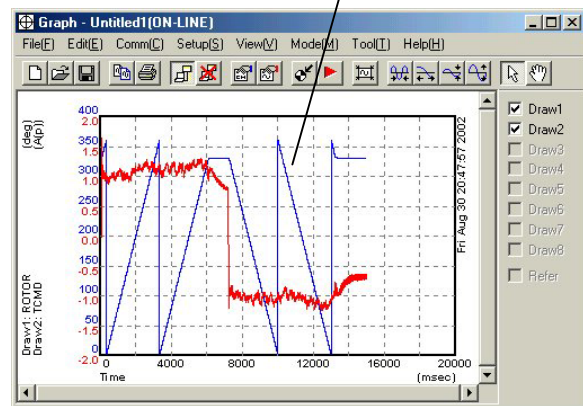 Graph - Untitled1(ON-LINE)
File(F) Edit(E) Comm(C) Setup(S) View(V) Mode(M) Tool(T) Help(H)
(deg)
(A(p))
400
2.0
350
1.5
300
1.0
250
0.5
200
0.0
150
-0.5
100
-1.0
50
-1.5
0
-2.0
0 4000 8000 12000 16000 20000
Time (msec)
Draw1: ROTOR
Draw2: TCMD
Fri Aug 30 20:47:57 2002
Draw1
Draw2
Draw3
Draw4
Draw5
Draw6
Draw7
Draw8
Refer